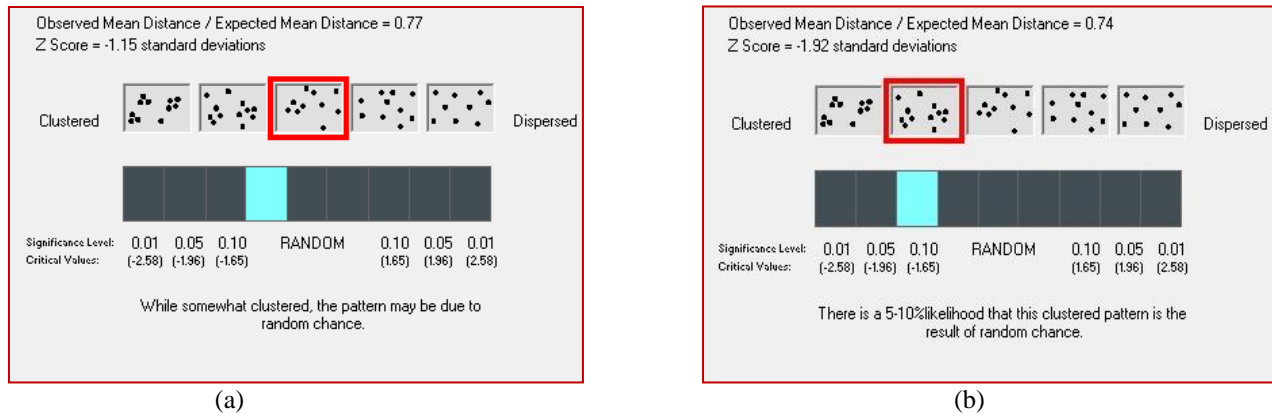 Observed Mean Distance / Expected Mean Distance = 0.77
Z Score = -1.15 standard deviations
Clustered
Dispersed
Significance Level: 0.01 0.05 0.10 RANDOM 0.10 0.05 0.01
Critical Values: (-2.58) (-1.96) (-1.65) (1.65) (1.96) (2.58)
While somewhat clustered, the pattern may be due to
random chance.
(a)
Observed Mean Distance / Expected Mean Distance = 0.74
Z Score = -1.92 standard deviations
Clustered
Dispersed
Significance Level: 0.01 0.05 0.10 RANDOM 0.10 0.05 0.01
Critical Values: (-2.58) (-1.96) (-1.65) (1.65) (1.96) (2.58)
There is a 5-10%likelihood that this clustered pattern is the
result of random chance.
(b)